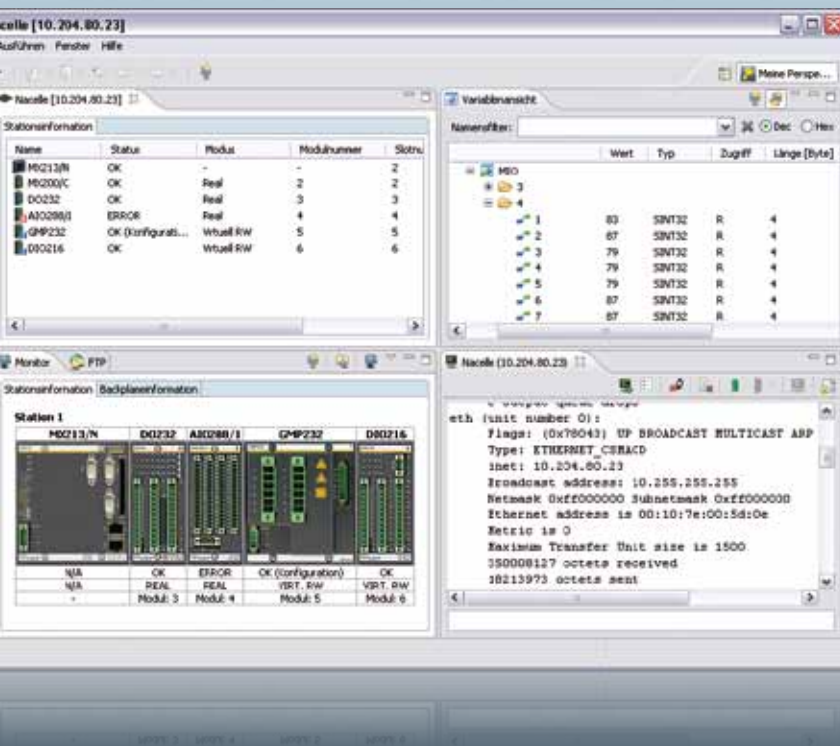 celle [10.204.80.23]
Ausführen Fenster Hilfe
Meine Perspe...
Nacelle [10.204.80.23]
Stationsinformation
Name Status Modus Modulnummer Slotnu
MX213/N OK - - 2
MX200/C OK Real 2 2
DO232 OK Real 3 3
AIO288/1 ERROR Real 4 4
GMP232 OK (Konfigurati... Virtuell RW 5 5
DIO216 OK Virtuell RW 6 6
Variablenansicht
Namensfilter: Dec Hex
Wert Typ Zugriff Länge [Byte]
MIO
3
4
1 83 SINT32 R 4
2 87 SINT32 R 4
3 79 SINT32 R 4
4 79 SINT32 R 4
5 79 SINT32 R 4
6 87 SINT32 R 4
7 87 SINT32 R 4
Monitor FTP
Stationsinformation Backplaneinformation
Station 1
MX213/N DO232 AIO288/1 GMP232 DIO216
N/A OK ERROR OK (Konfiguration) OK
N/A REAL REAL VIRT. RW VIRT. RW
- Modul: 3 Modul: 4 Modul: 5 Modul: 6
Nacelle (10.204.80.23)
0 output queue drops
eth (unit number 0):
Flags: (0x78043) UP BROADCAST MULTICAST ARP
Type: ETHERNET_CSMACD
inet: 10.204.80.23
Broadcast address: 10.255.255.255
Netmask 0xff000000 Subnetmask 0xff000000
Ethernet address is 00:10:7e:00:5d:0e
Metric is 0
Maximum Transfer Unit size is 1500
350008127 octets received
38213973 octets sent